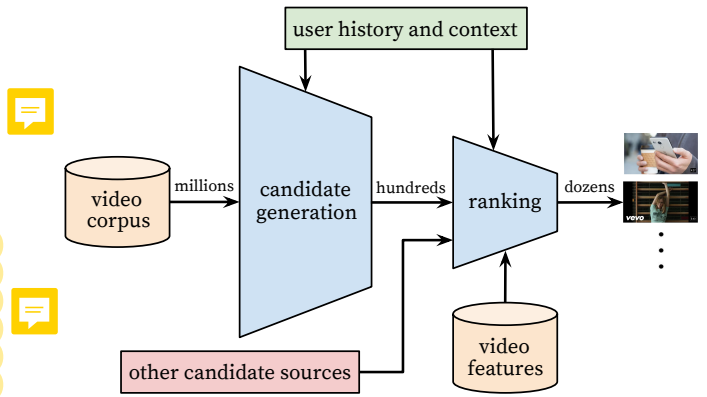 user history and context
video
corpus
millions
candidate
generation
hundreds
ranking
dozens
vevo
other candidate sources
video
features